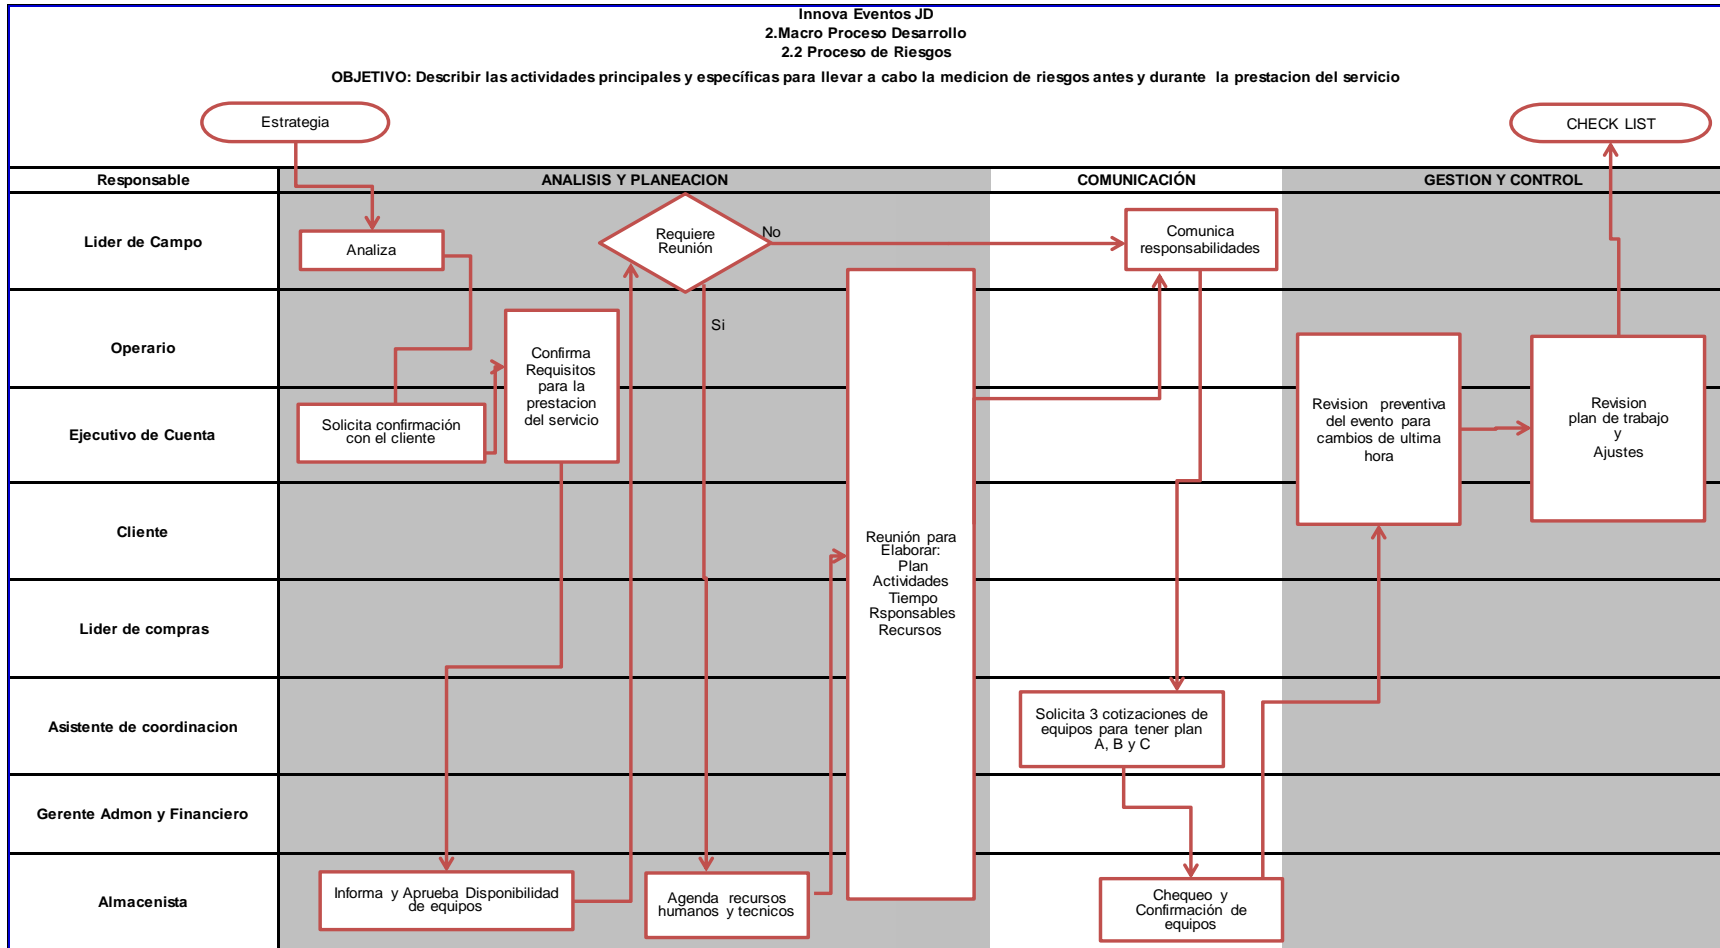 Innova Eventos JD
2.Macro Proceso Desarrollo
2.2 Proceso de Riesgos
OBJETIVO: Describir las actividades principales y específicas para llevar a cabo la medicion de riesgos antes y durante la prestacion del servicio
Estrategia
CHECK LIST
Responsable
ANALISIS Y PLANEACION
COMUNICACIÓN
GESTION Y CONTROL
Lider de Campo
Analiza
Requiere
Reunión
No
Si
Comunica
responsabilidades
Operario
Confirma
Requisitos
para la
prestacion
del servicio
Ejecutivo de Cuenta
Solicita confirmación
con el cliente
Revision preventiva
del evento para
cambios de ultima
hora
Revision
plan de trabajo
y
Ajustes
Cliente
Reunión para
Elaborar:
Plan
Actividades
Tiempo
Rsponsables
Recursos
Lider de compras
Asistente de coordinacion
Solicita 3 cotizaciones de
equipos para tener plan
A, B y C
Gerente Admon y Financiero
Almacenista
Informa y Aprueba Disponibilidad
de equipos
Agenda recursos
humanos y tecnicos
Chequeo y
Confirmación de
equipos